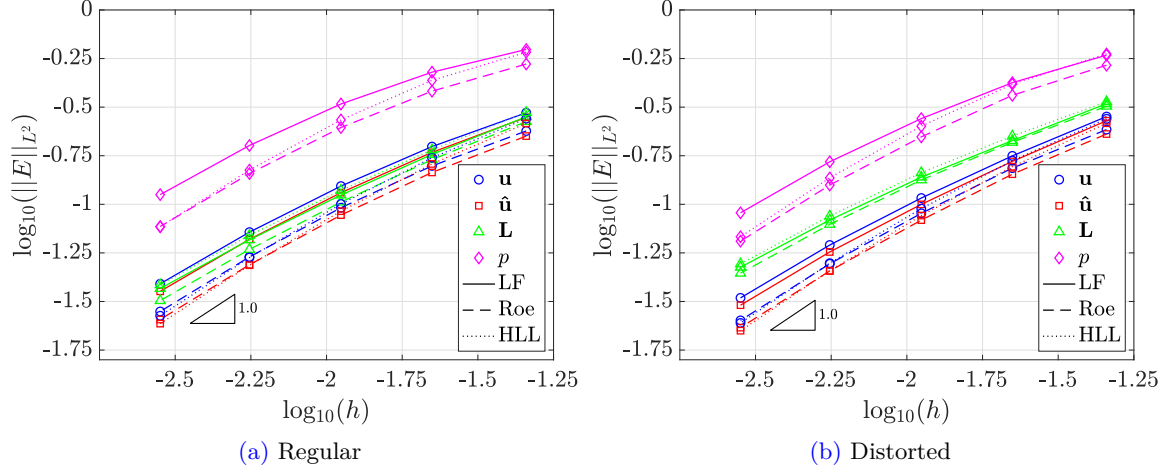 0
-0.25
-0.5
-0.75
-1
-1.25
-1.5
-1.75
log₁₀(||E||_{L²})
-2.5 -2.25 -2 -1.75 -1.5 -1.25
log₁₀(h)
u
û
L
p
LF
Roe
HLL
1.0
(a) Regular
0
-0.25
-0.5
-0.75
-1
-1.25
-1.5
-1.75
log₁₀(||E||_{L²})
-2.5 -2.25 -2 -1.75 -1.5 -1.25
log₁₀(h)
u
û
L
p
LF
Roe
HLL
1.0
(b) Distorted